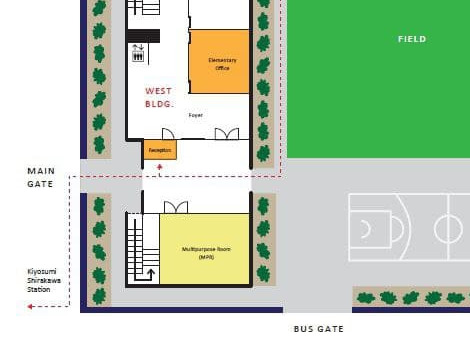 FIELD
Elementary
Office
WEST
BLDG.
Foyer
Reception
MAIN
GATE
Multipurpose Room
(MPR)
Kiyosumi
Shirakawa
Station
BUS GATE